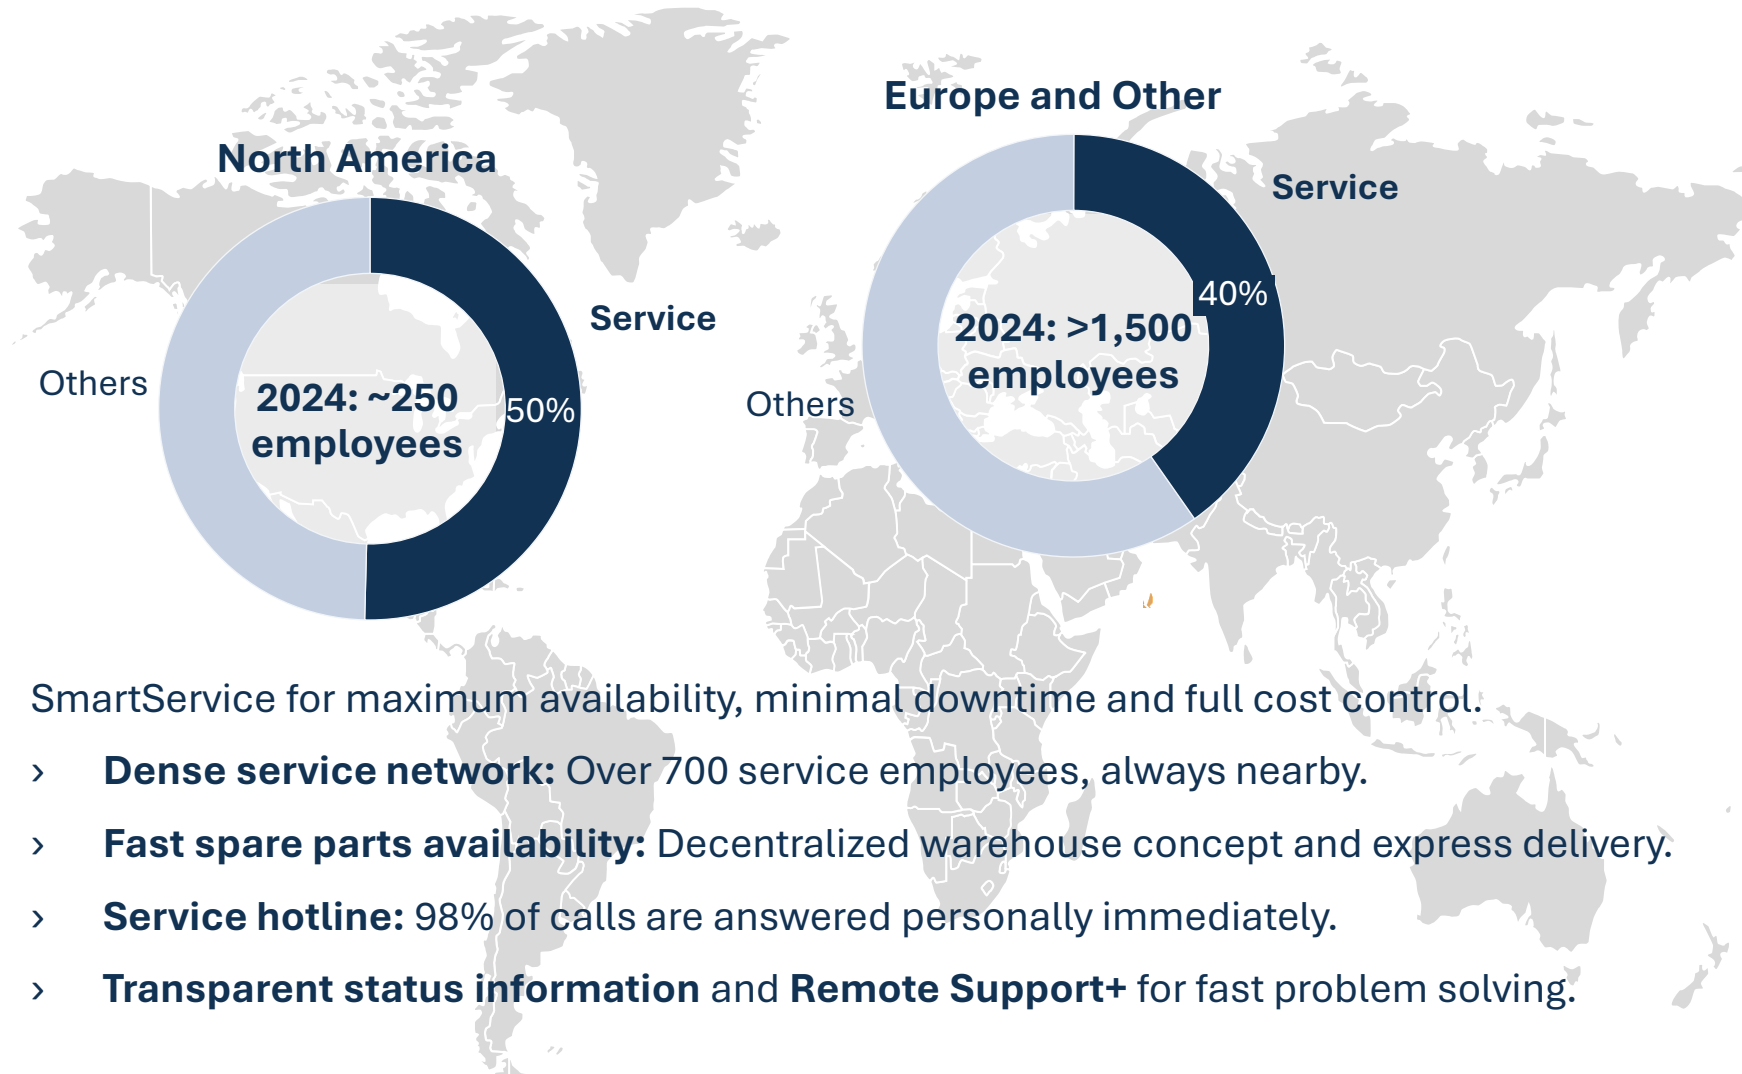 Europe and Other
North America
Service
40%
2024: >1,500
employees
Others
Service
Others
2024: ~250
employees
50%
SmartService for maximum availability, minimal downtime and full cost control.
› Dense service network: Over 700 service employees, always nearby.
› Fast spare parts availability: Decentralized warehouse concept and express delivery.
› Service hotline: 98% of calls are answered personally immediately.
› Transparent status information and Remote Support+ for fast problem solving.